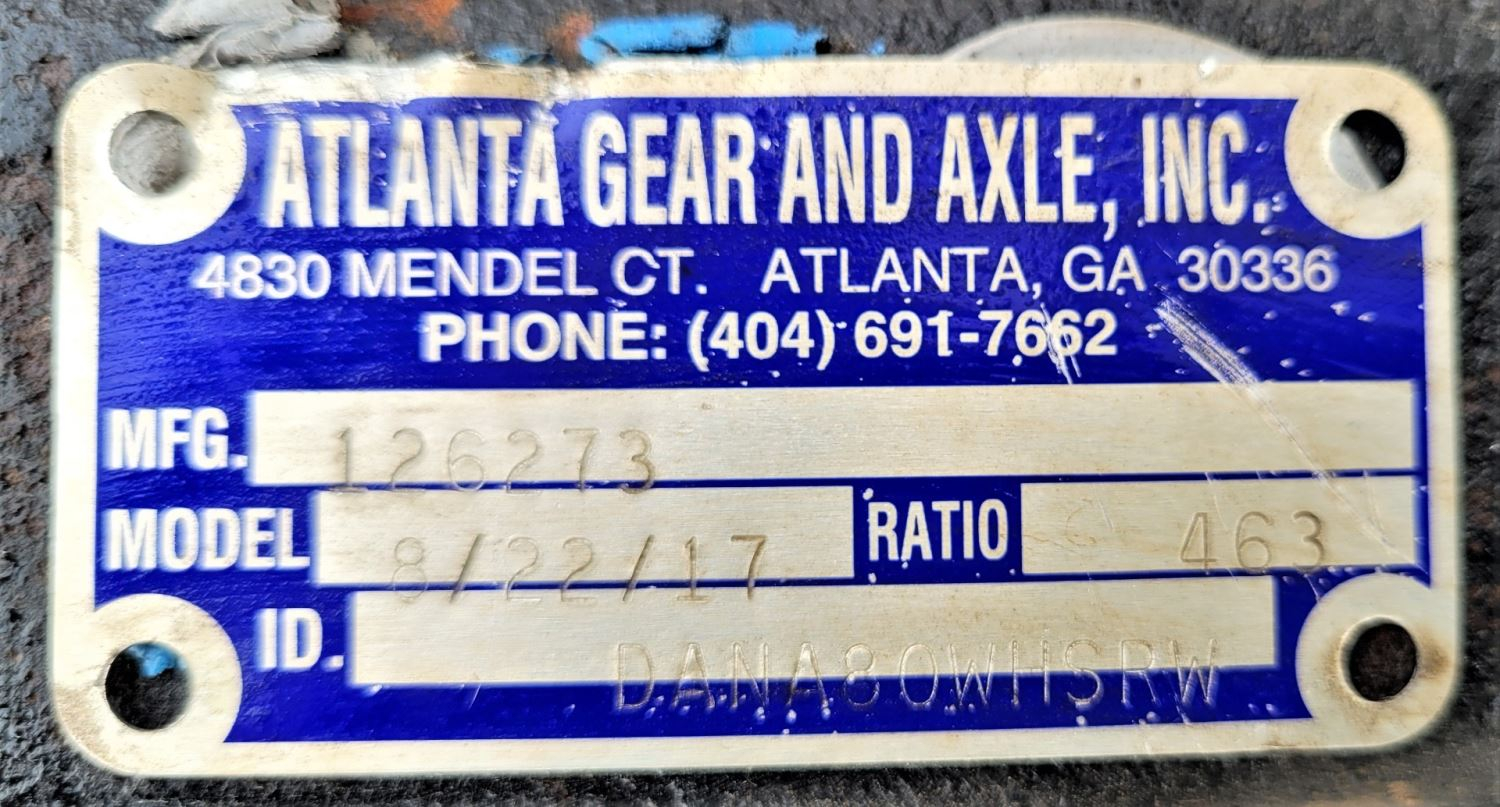 ATLANTA GEAR AND AXLE, INC.
4830 MENDEL CT. ATLANTA, GA 30336
PHONE: (404) 691-7662
MFG. 126273
MODEL 8/22/17 RATIO 463
ID. DANA80WHSRW